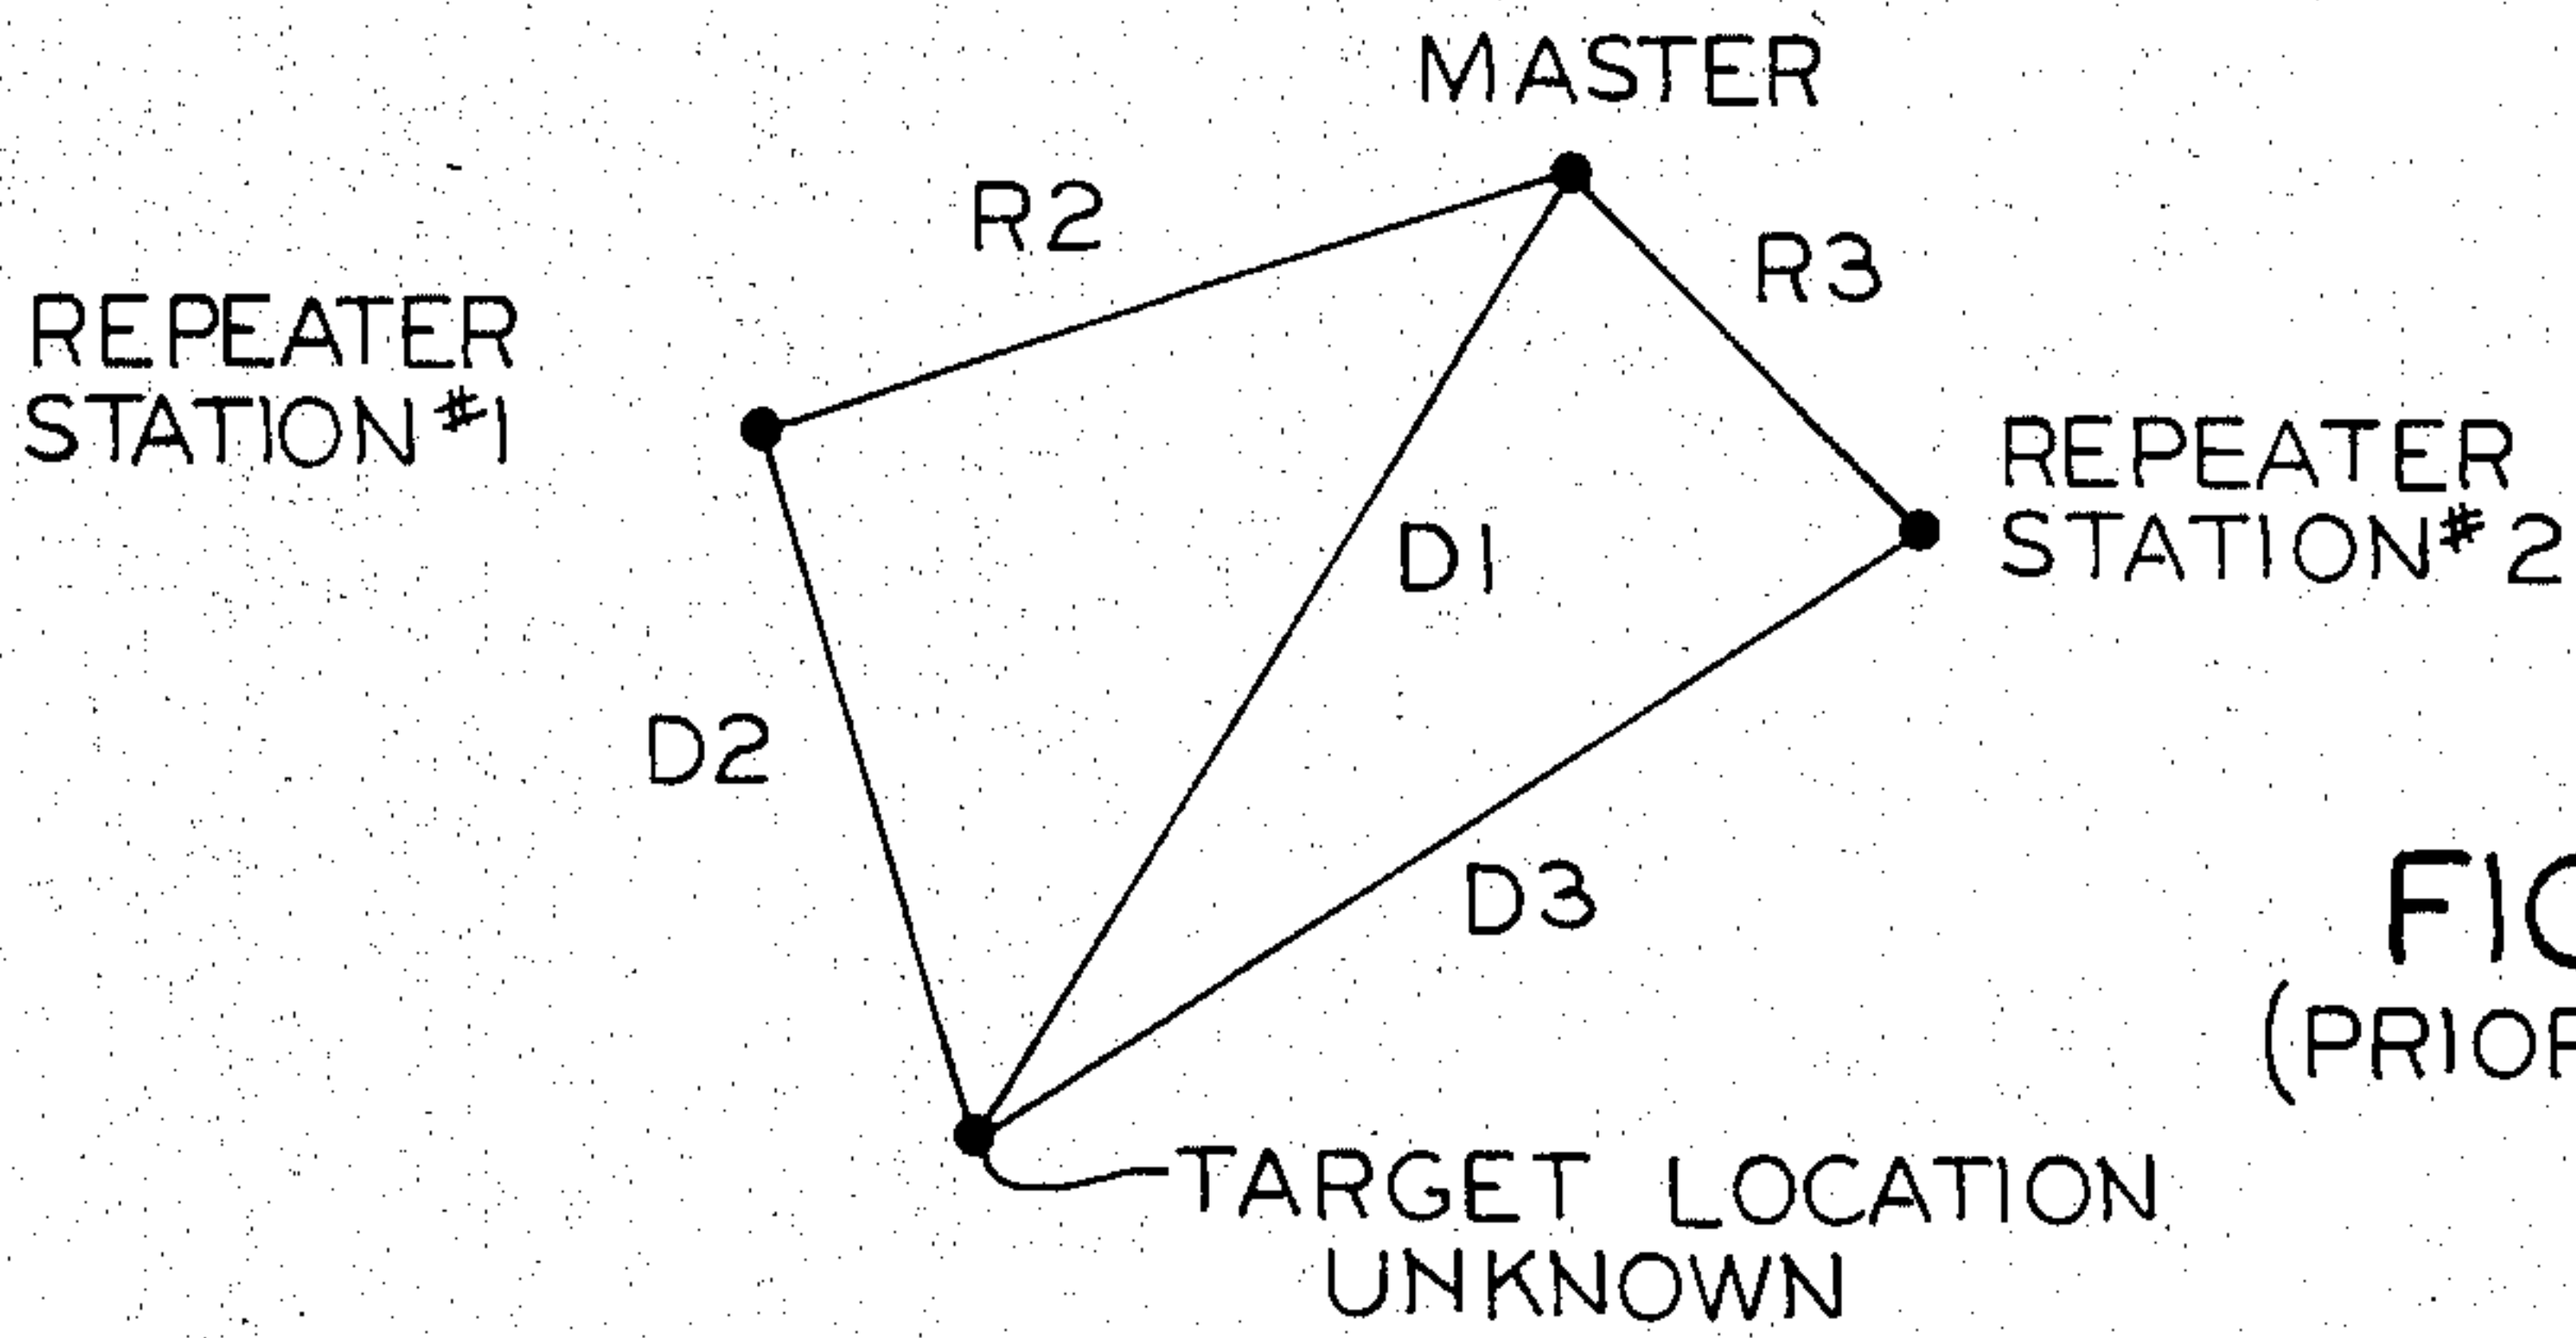 MASTER
R2
R3
REPEATER
STATION #1
REPEATER
STATION #2
D1
D2
D3
TARGET LOCATION
UNKNOWN